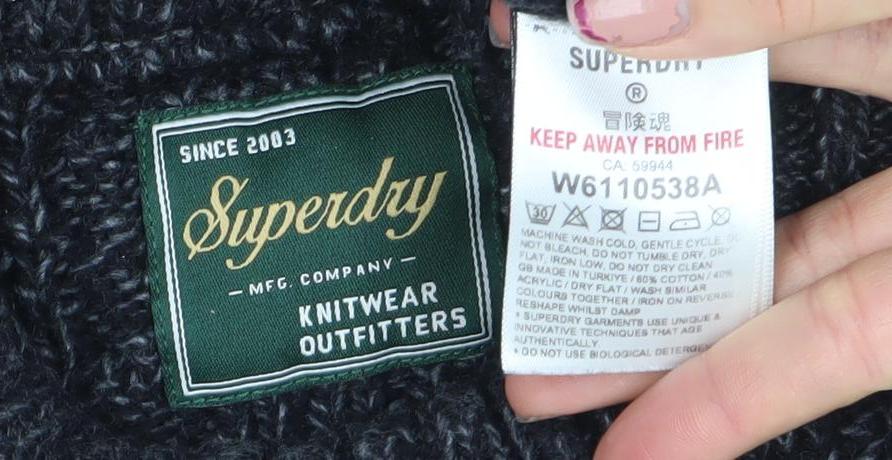 SINCE 2003
Superdry
MFG. COMPANY
KNITWEAR
OUTFITTERS
SUPERDRY
®
冒険魂
KEEP AWAY FROM FIRE
CA: 59944
W6110538A
30
MACHINE WASH COLD, GENTLE CYCLE, DO
NOT BLEACH, DO NOT TUMBLE DRY, DRY
FLAT, IRON LOW, DO NOT DRY CLEAN
GB MADE IN TURKIYE / 60% COTTON / 40%
ACRYLIC / DRY FLAT / WASH SIMILAR
COLOURS TOGETHER / IRON ON REVERSE
RESHAPE WHILST DAMP
* SUPERDRY GARMENTS USE UNIQUE &
INNOVATIVE TECHNIQUES THAT AGE
AUTHENTICALLY.
* DO NOT USE BIOLOGICAL DETERGEN